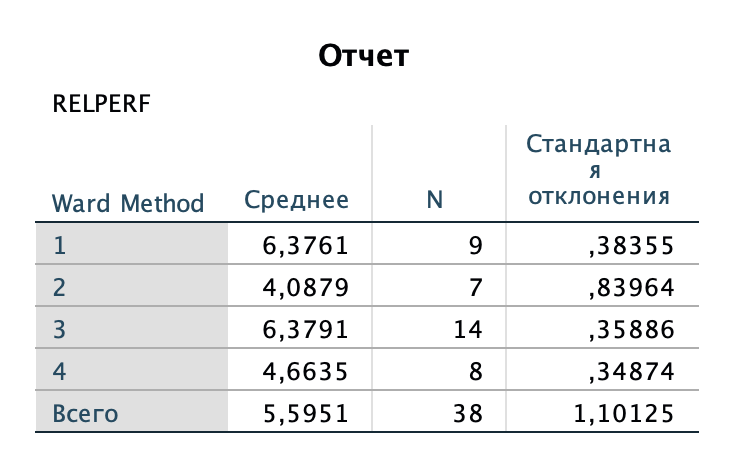 Отчет
RELPERF
Ward Method Среднее N Стандартна
я
отклонения
1 6,3761 9 ,38355
2 4,0879 7 ,83964
3 6,3791 14 ,35886
4 4,6635 8 ,34874
Всего 5,5951 38 1,10125